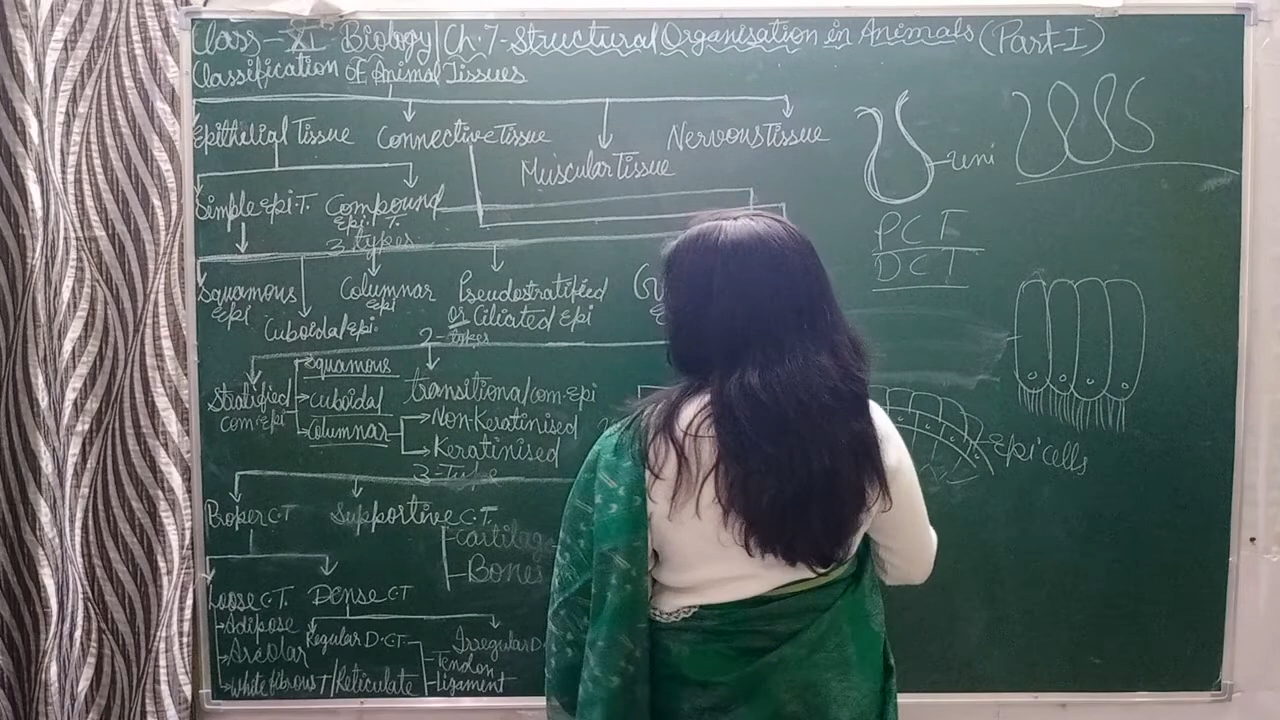 Class-XI Biology/Ch.7-Structural Organisation in Animals (Part-I)
Classification of Animal Tissues
Epithelial Tissue Connective Tissue Muscular Tissue Nervous Tissue
Simple Epi.T. Compound
Epi. T.
3 types
Squamous Epi
Cuboidal Epi.
Columnar Epi
Pseudostratified
Or Ciliated Epi
2-types
Stratified
com·Epi
Squamous
Cuboidal
Columnar
transitional com·Epi
Non-Keratinised
Keratinised
3-Type
Proper C.T Supportive C.T.
Cartilag
Bones
Loose C.T. Dense C.T
Adipose
Areolar
White fibrous T/Reticulate
Regular D.C.T. Irregular D
Tendon
ligament
uni
PCT
DCT
Epi cells